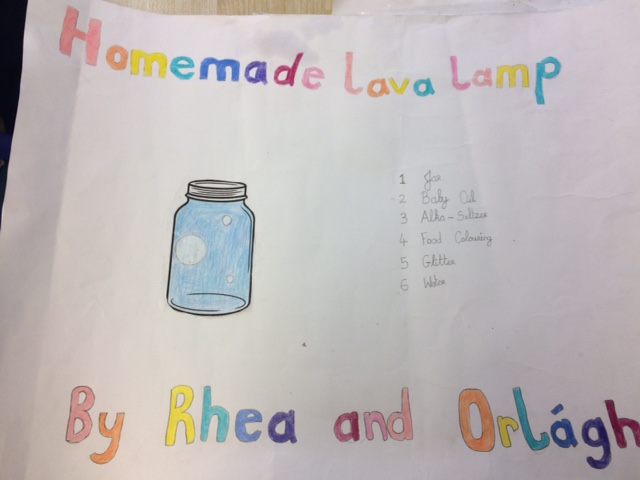 Homemade Lava Lamp
1 Jar
2 Baby Oil
3 Alka-Seltzer
4 Food Colouring
5 Glitter
6 Water
By Rhea and Orlágh